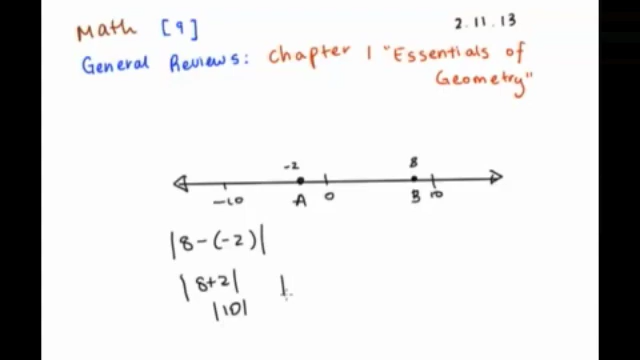 Math [9]
2.11.13
General Reviews: Chapter 1 "Essentials of
Geometry"
-2 8
-10 A 0 B 10
|8-(-2)|
|8+2| |
|10|